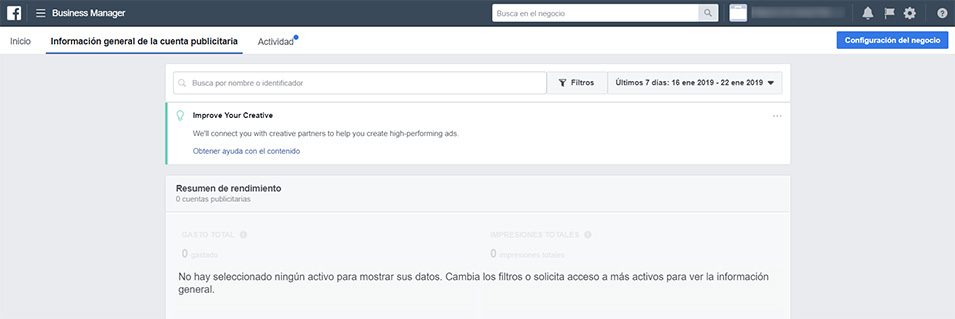 Business Manager
Busca en el negocio
Inicio
Información general de la cuenta publicitaria
Actividad
Configuración del negocio
Busca por nombre o identificador
Filtros
Últimos 7 días: 16 ene 2019 - 22 ene 2019
Improve Your Creative
We'll connect you with creative partners to help you create high-performing ads.
Obtener ayuda con el contenido
Resumen de rendimiento
0 cuentas publicitarias
GASTO TOTAL
IMPRESIONES TOTALES
0 gastado
0 impresiones totales
No hay seleccionado ningún activo para mostrar sus datos. Cambia los filtros o solicita acceso a más activos para ver la información
general.